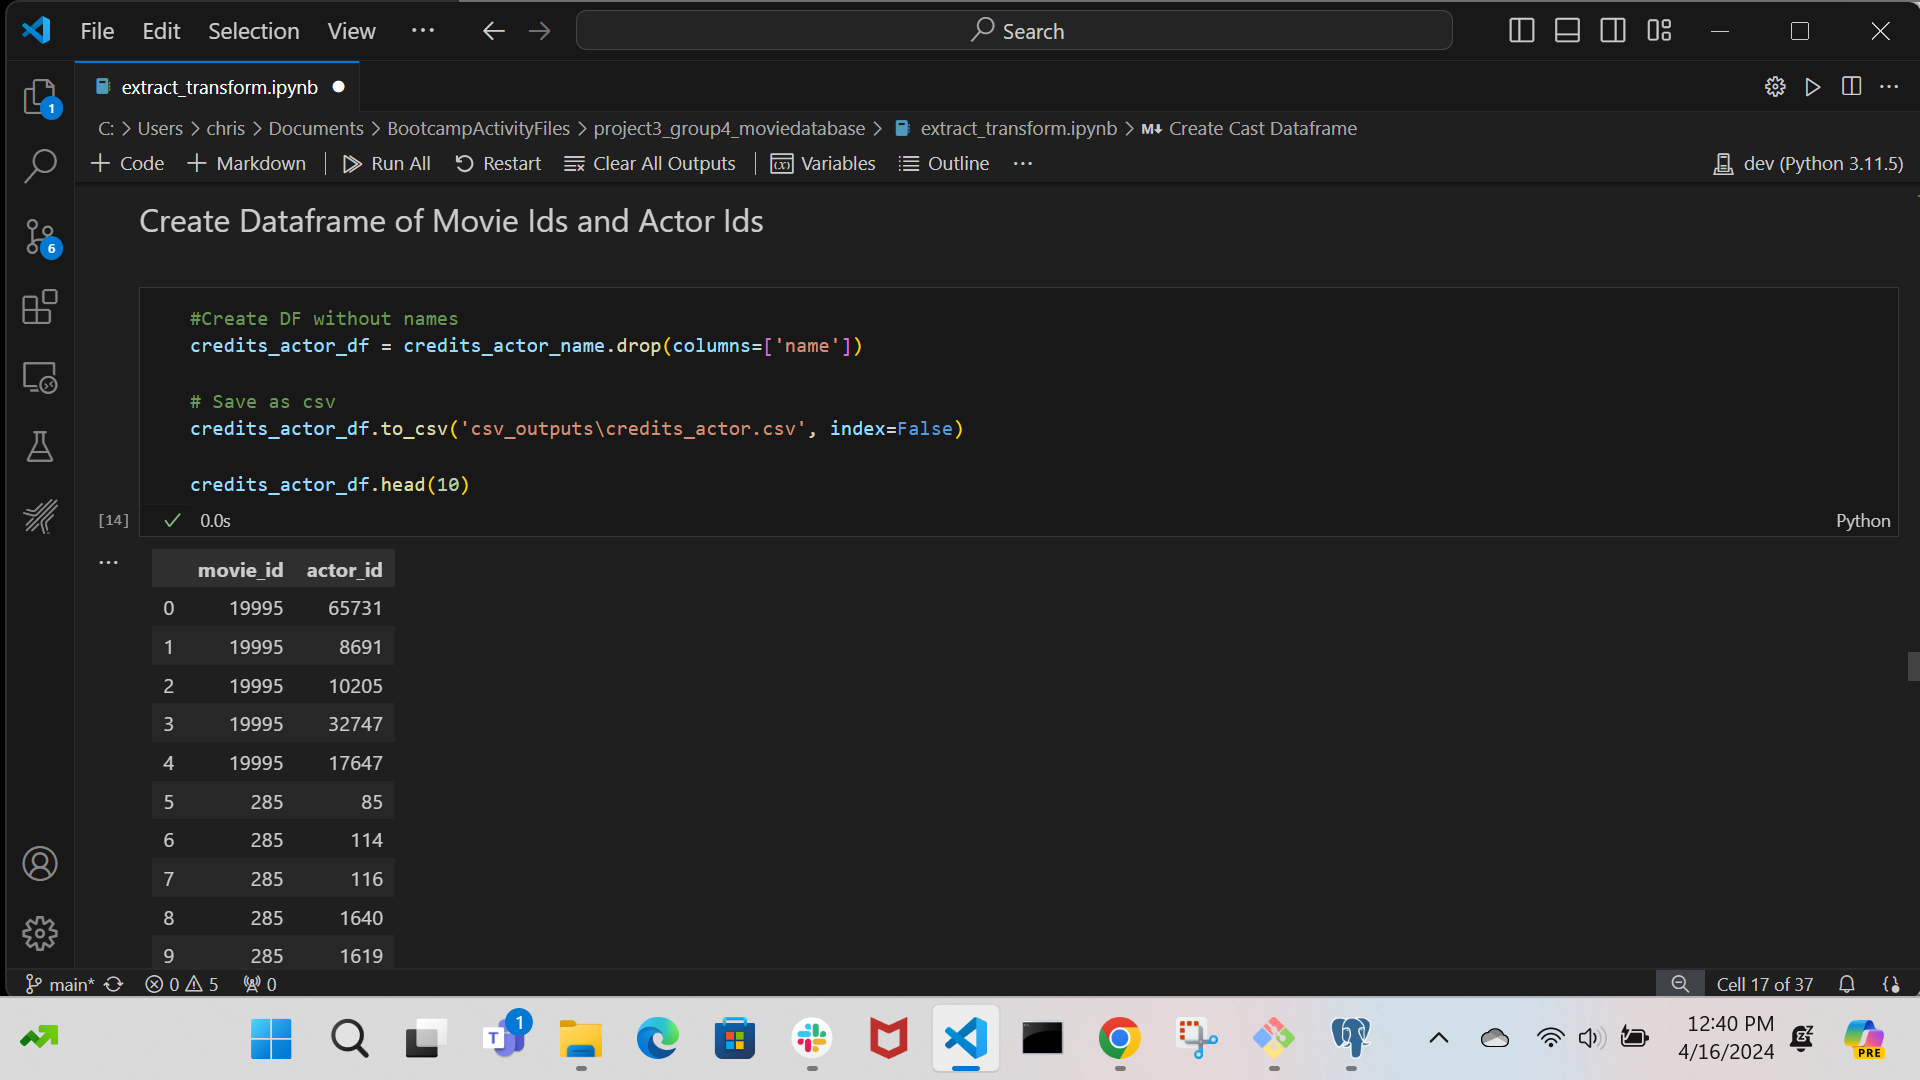 File Edit Selection View ··· Search
1
extract_transform.ipynb
C: > Users > chris > Documents > BootcampActivityFiles > project3_group4_moviedatabase > extract_transform.ipynb > M↓ Create Cast Dataframe
+ Code + Markdown | Run All Restart Clear All Outputs | (x) Variables Outline ··· dev (Python 3.11.5)
6
Create Dataframe of Movie Ids and Actor Ids
#Create DF without names
credits_actor_df = credits_actor_name.drop(columns=['name'])
# Save as csv
credits_actor_df.to_csv('csv_outputs\credits_actor.csv', index=False)
credits_actor_df.head(10)
[14] ✓ 0.0s Python
··· movie_id actor_id
0 19995 65731
1 19995 8691
2 19995 10205
3 19995 32747
4 19995 17647
5 285 85
6 285 114
7 285 116
8 285 1640
9 285 1619
main* 0 5 0 Cell 17 of 37
T 1 12:40 PM
4/16/2024
PRE